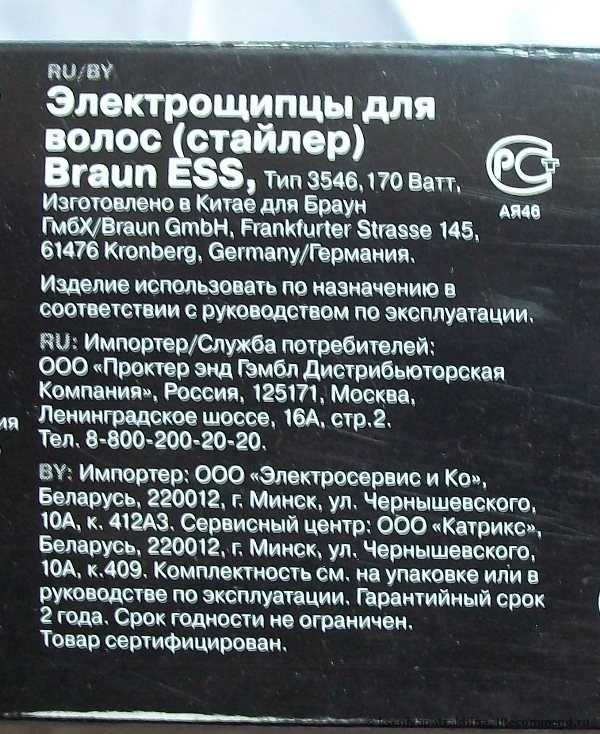 RU/BY
Электрощипцы для
волос (стайлер)
Braun ESS, Тип 3546, 170 Ватт,
Изготовлено в Китае для Браун
ГмбХ/Braun GmbH, Frankfurter Strasse 145,
61476 Kronberg, Germany/Германия.
РСТ
АЯ46
Изделие использовать по назначению в
соответствии с руководством по эксплуатации.
RU: Импортер/Служба потребителей:
ООО «Проктер энд Гэмбл Дистрибьюторская
Компания», Россия, 125171, Москва,
Ленинградское шоссе, 16А, стр.2.
Тел. 8-800-200-20-20.
BY: Импортер: ООО «Электросервис и Ко»,
Беларусь, 220012, г. Минск, ул. Чернышевского,
10А, к. 412А3. Сервисный центр: ООО «Катрикс»,
Беларусь, 220012, г. Минск, ул. Чернышевского,
10А, к.409. Комплектность см. на упаковке или в
руководстве по эксплуатации. Гарантийный срок
2 года. Срок годности не ограничен.
Товар сертифицирован.